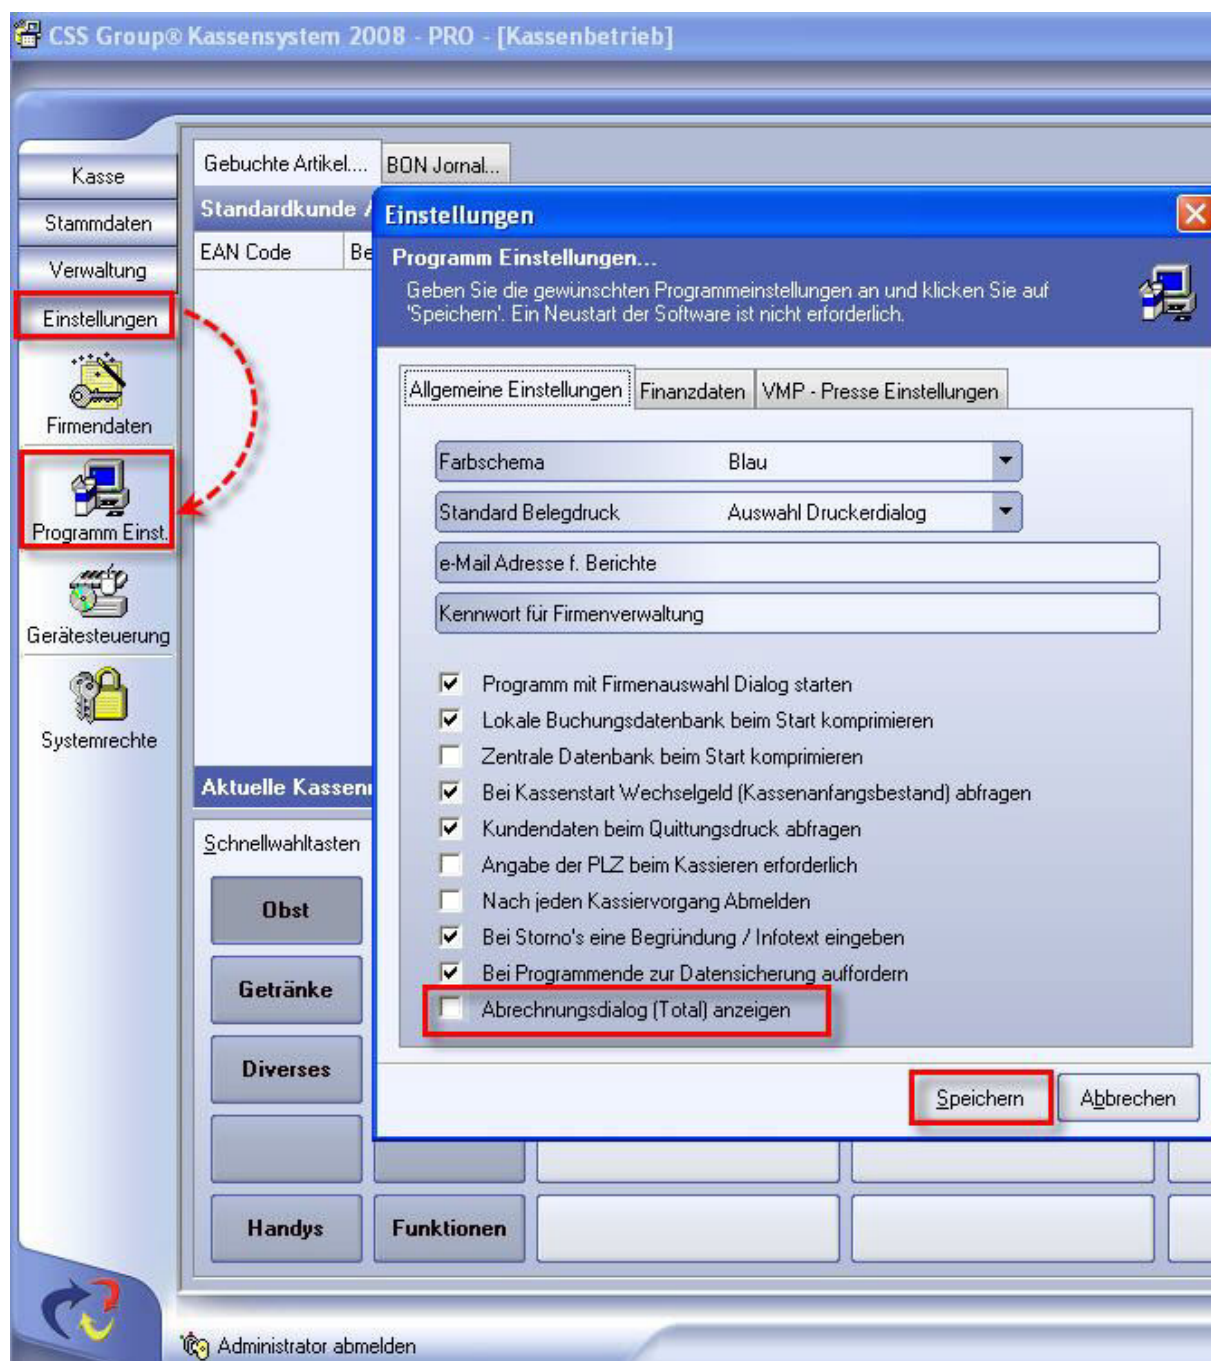 CSS Group® Kassensystem 2008 - PRO - [Kassenbetrieb]
Kasse
Stammdaten
Verwaltung
Einstellungen
Firmendaten
Programm Einst.
Gerätesteuerung
Systemrechte
Gebuchte Artikel....
BON Jornal...
Standardkunde
EAN Code
Be
Einstellungen
Programm Einstellungen...
Geben Sie die gewünschten Programmeinstellungen an und klicken Sie auf
'Speichern'. Ein Neustart der Software ist nicht erforderlich.
Allgemeine Einstellungen
Finanzdaten
VMP - Presse Einstellungen
Farbschema Blau
Standard Belegdruck Auswahl Druckerdialog
e-Mail Adresse f. Berichte
Kennwort für Firmenverwaltung
Programm mit Firmenauswahl Dialog starten
Lokale Buchungsdatenbank beim Start komprimieren
Zentrale Datenbank beim Start komprimieren
Bei Kassenstart Wechselgeld (Kassenanfangsbestand) abfragen
Kundendaten beim Quittungsdruck abfragen
Angabe der PLZ beim Kassieren erforderlich
Nach jeden Kassiervorgang Abmelden
Bei Storno's eine Begründung / Infotext eingeben
Bei Programmende zur Datensicherung auffordern
Abrechnungsdialog (Total) anzeigen
Speichern
Abbrechen
Aktuelle Kassen
Schnellwahltasten
Obst
Getränke
Diverses
Handys
Funktionen
Administrator abmelden